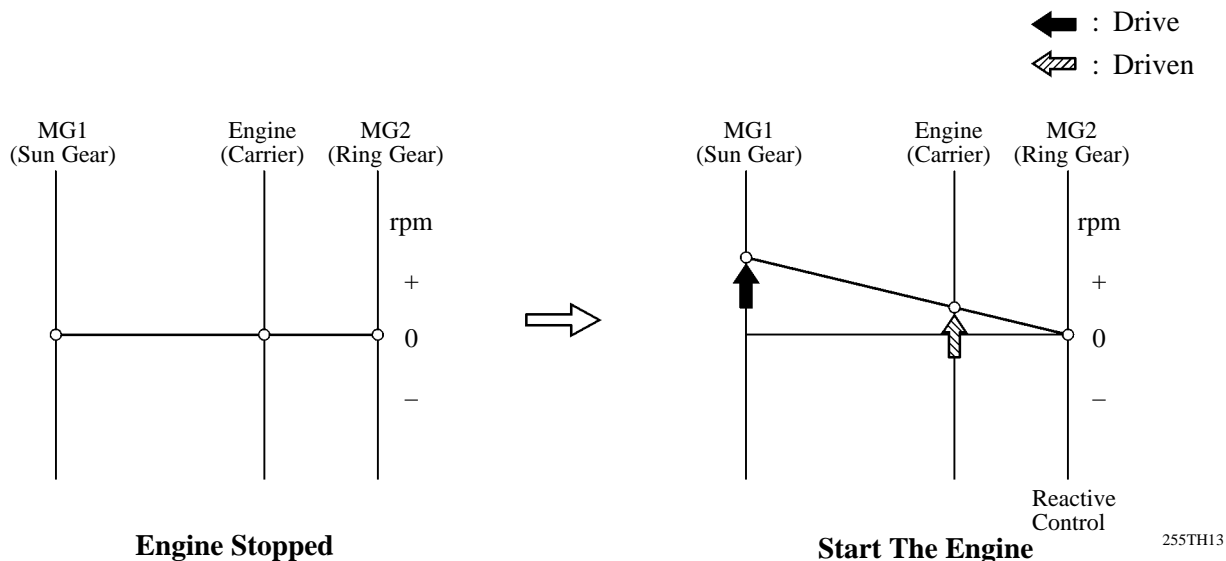 : Drive
: Driven
MG1
(Sun Gear)
Engine
(Carrier)
MG2
(Ring Gear)
rpm
+
0
−
Engine Stopped
MG1
(Sun Gear)
Engine
(Carrier)
MG2
(Ring Gear)
rpm
+
0
−
Reactive
Control
Start The Engine
255TH13